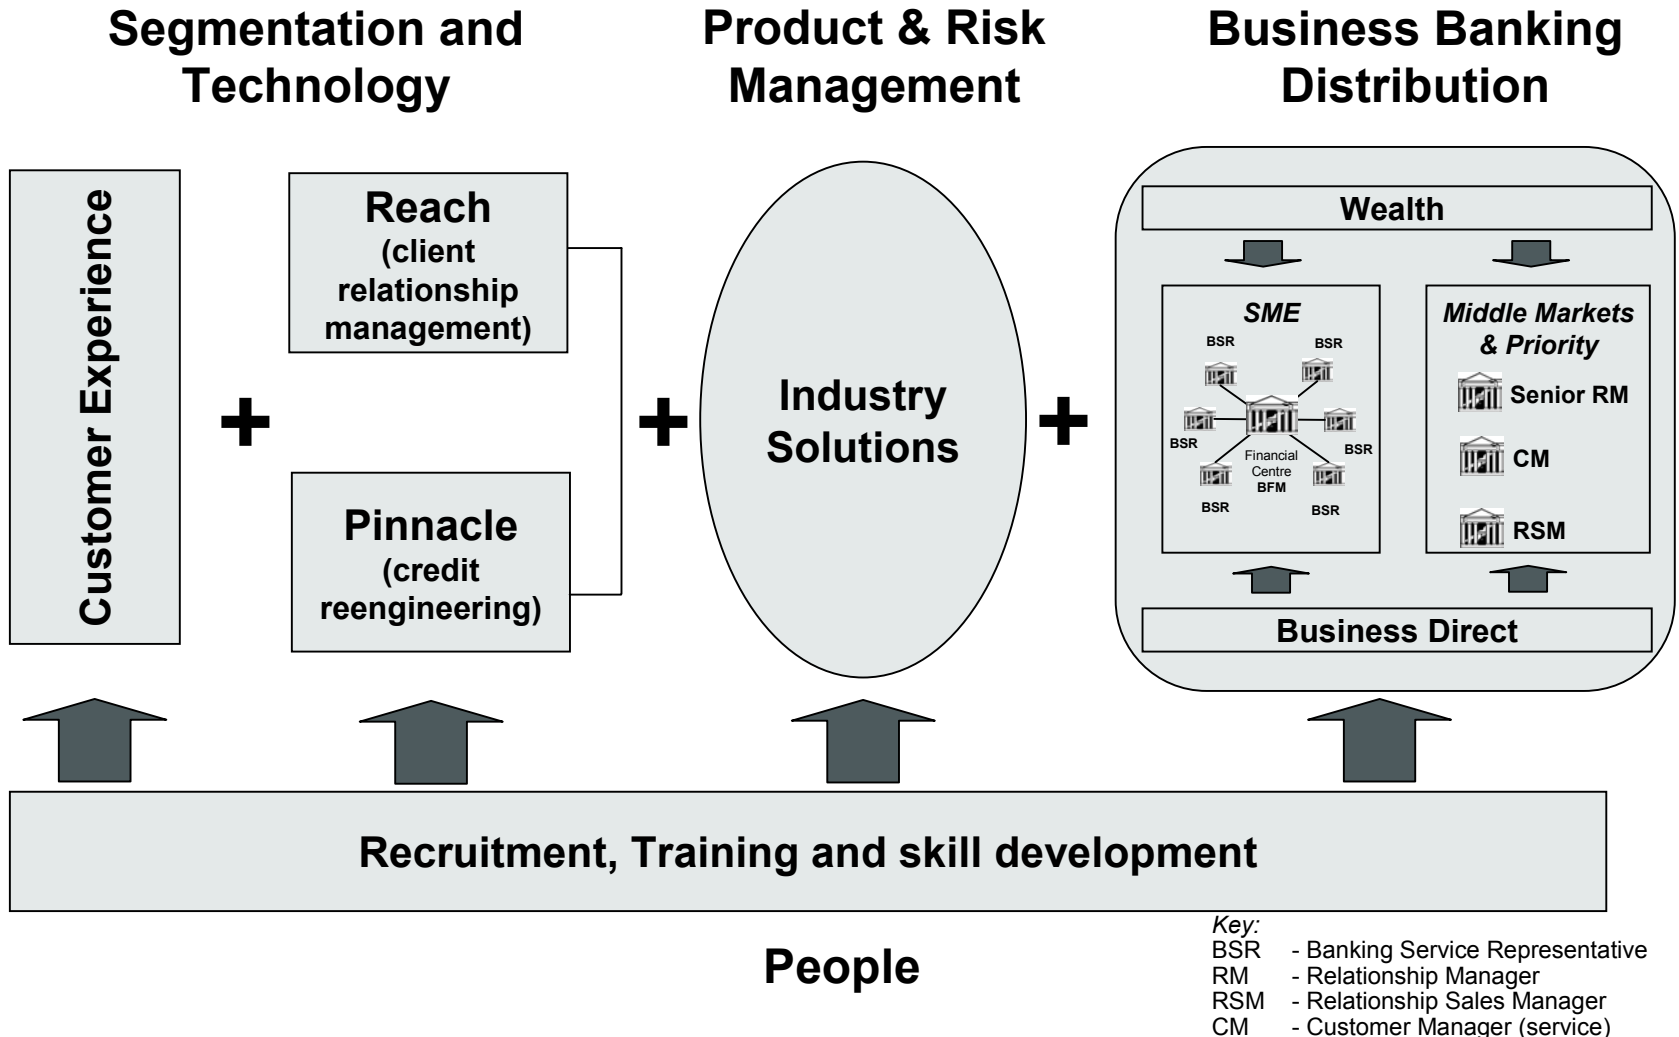 Segmentation and
Technology
Product & Risk
Management
Business Banking
Distribution
Customer Experience
Reach
(client
relationship
management)
Pinnacle
(credit
reengineering)
Industry
Solutions
Wealth
SME
BSR
BSR
BSR
BSR
Financial
Centre
BFM
BSR
BSR
Middle Markets
& Priority
Senior RM
CM
RSM
Business Direct
Recruitment, Training and skill development
People
Key:
BSR - Banking Service Representative
RM - Relationship Manager
RSM - Relationship Sales Manager
CM - Customer Manager (service)